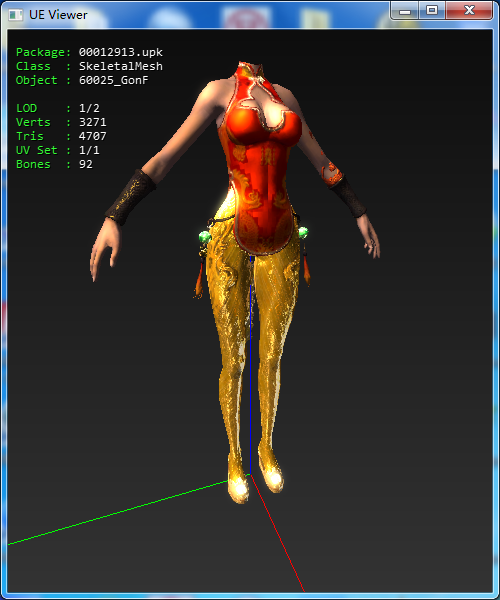 UE Viewer
Package: 00012913.upk
Class : SkeletalMesh
Object : 60025_GonF
LOD : 1/2
Verts : 3271
Tris : 4707
UV Set : 1/1
Bones : 92